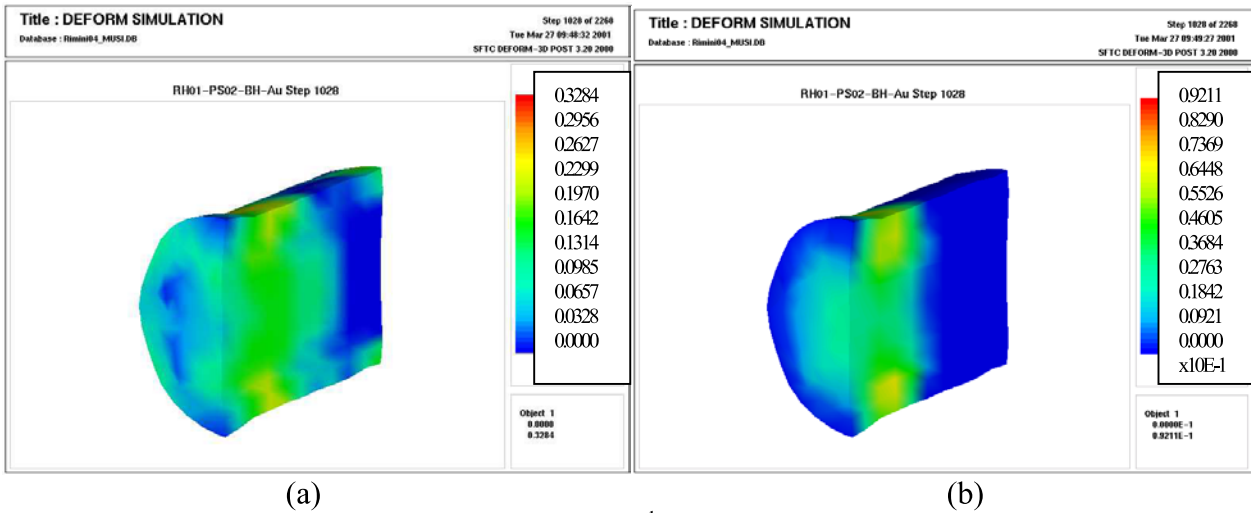 Title : DEFORM SIMULATION
Database : Rimini04_MUSI.DB
Step 1028 of 2260
Tue Mar 27 09:48:32 2001
SFTC DEFORM-3D POST 3.20 2000
RH01-PS02-BH-Au Step 1028
0.3284
0.2956
0.2627
0.2299
0.1970
0.1642
0.1314
0.0985
0.0657
0.0328
0.0000
Object 1
0.0000
0.3284
(a)
Title : DEFORM SIMULATION
Database : Rimini04_MUSI.DB
Step 1028 of 2260
Tue Mar 27 09:49:27 2001
SFTC DEFORM-3D POST 3.20 2000
RH01-PS02-BH-Au Step 1028
0.9211
0.8290
0.7369
0.6448
0.5526
0.4605
0.3684
0.2763
0.1842
0.0921
0.0000
x10E-1
Object 1
0.0000E-1
0.9211E-1
(b)